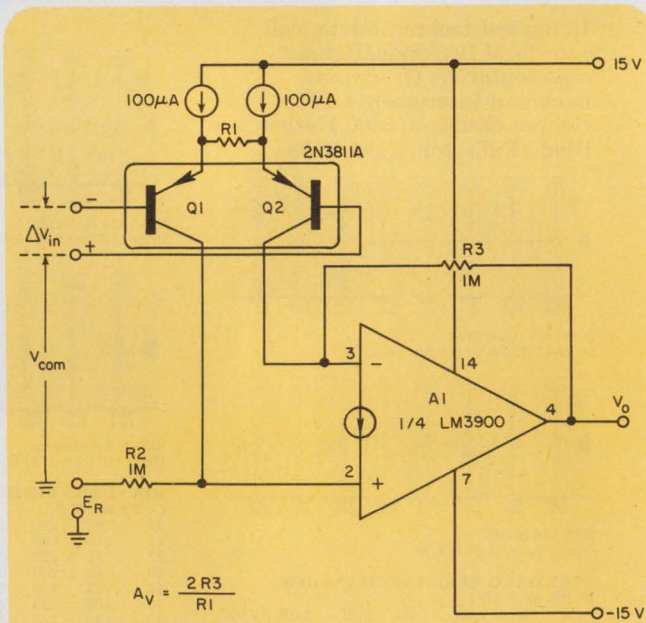 15 V
100μA
100μA
R1
2N3811A
Q1
Q2
−
ΔVin
+
R3
1M
Vcom
3
−
14
A1
1/4 LM3900
4
Vo
R2
1M
2
+
7
ER
AV = 2 R3 / R1
-15 V